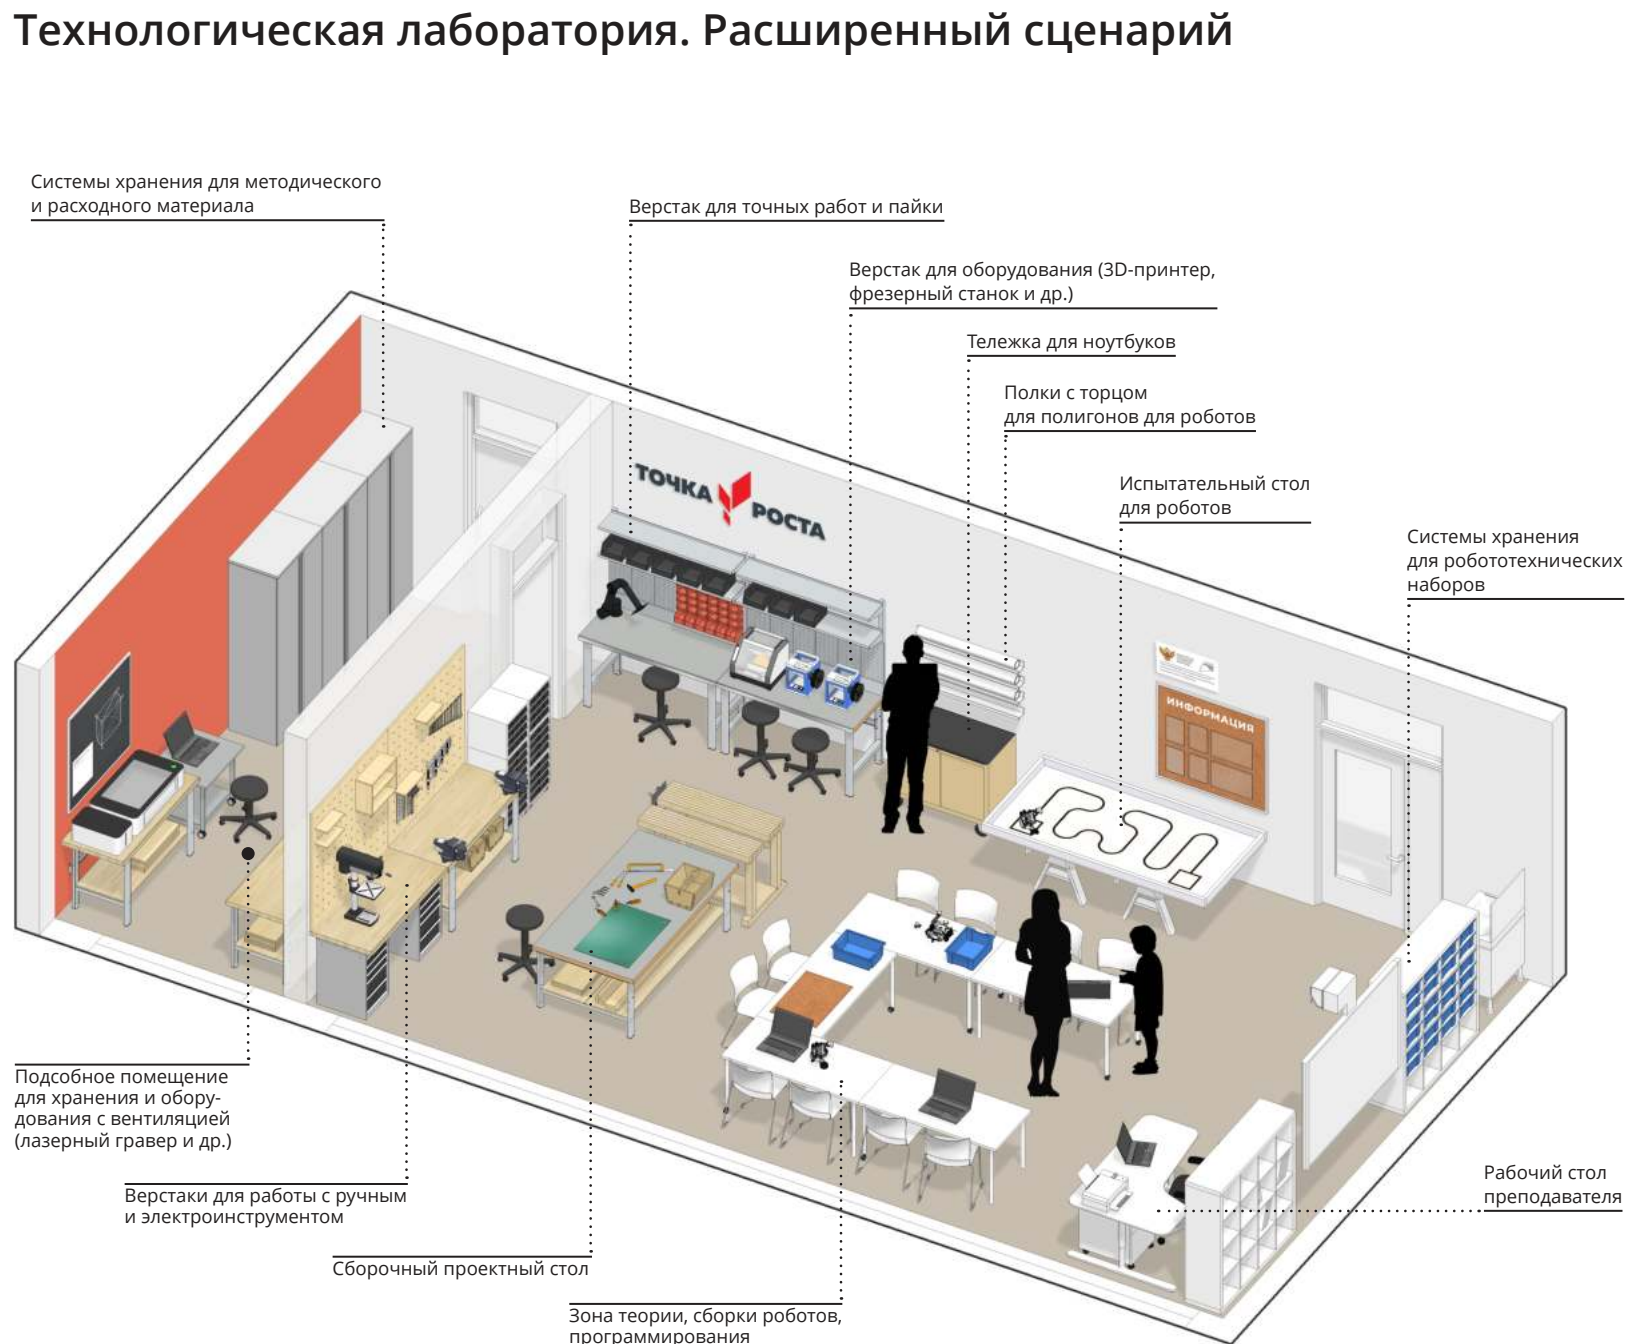 Технологическая лаборатория. Расширенный сценарий
Системы хранения для методического
и расходного материала
Верстак для точных работ и пайки
Верстак для оборудования (3D-принтер,
фрезерный станок и др.)
Тележка для ноутбуков
Полки с торцом
для полигонов для роботов
Испытательный стол
для роботов
Системы хранения
для робототехнических
наборов
ТОЧКА
РОСТА
ИНФОРМАЦИЯ
Подсобное помещение
для хранения и обору-
дования с вентиляцией
(лазерный гравер и др.)
Верстаки для работы с ручным
и электроинструментом
Сборочный проектный стол
Зона теории, сборки роботов,
программирования
Рабочий стол
преподавателя